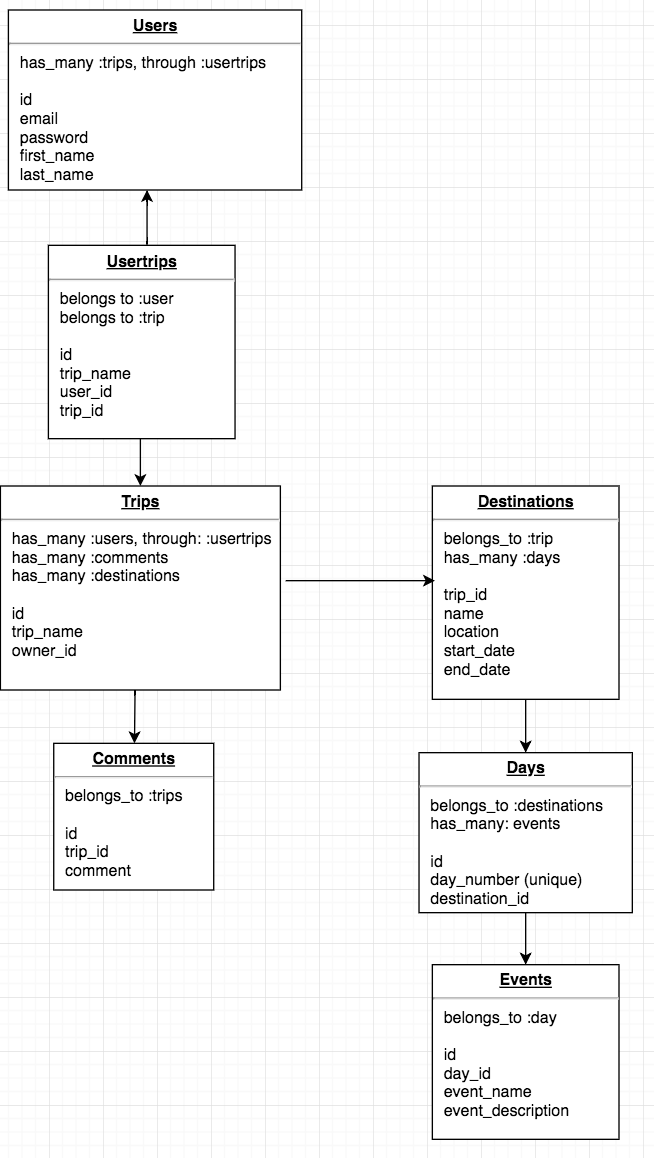 Users
has_many :trips, through :usertrips
id
email
password
first_name
last_name
Usertrips
belongs to :user
belongs to :trip
id
trip_name
user_id
trip_id
Trips
has_many :users, through: :usertrips
has_many :comments
has_many :destinations
id
trip_name
owner_id
Destinations
belongs_to :trip
has_many :days
trip_id
name
location
start_date
end_date
Comments
belongs_to :trips
id
trip_id
comment
Days
belongs_to :destinations
has_many: events
id
day_number (unique)
destination_id
Events
belongs_to :day
id
day_id
event_name
event_description